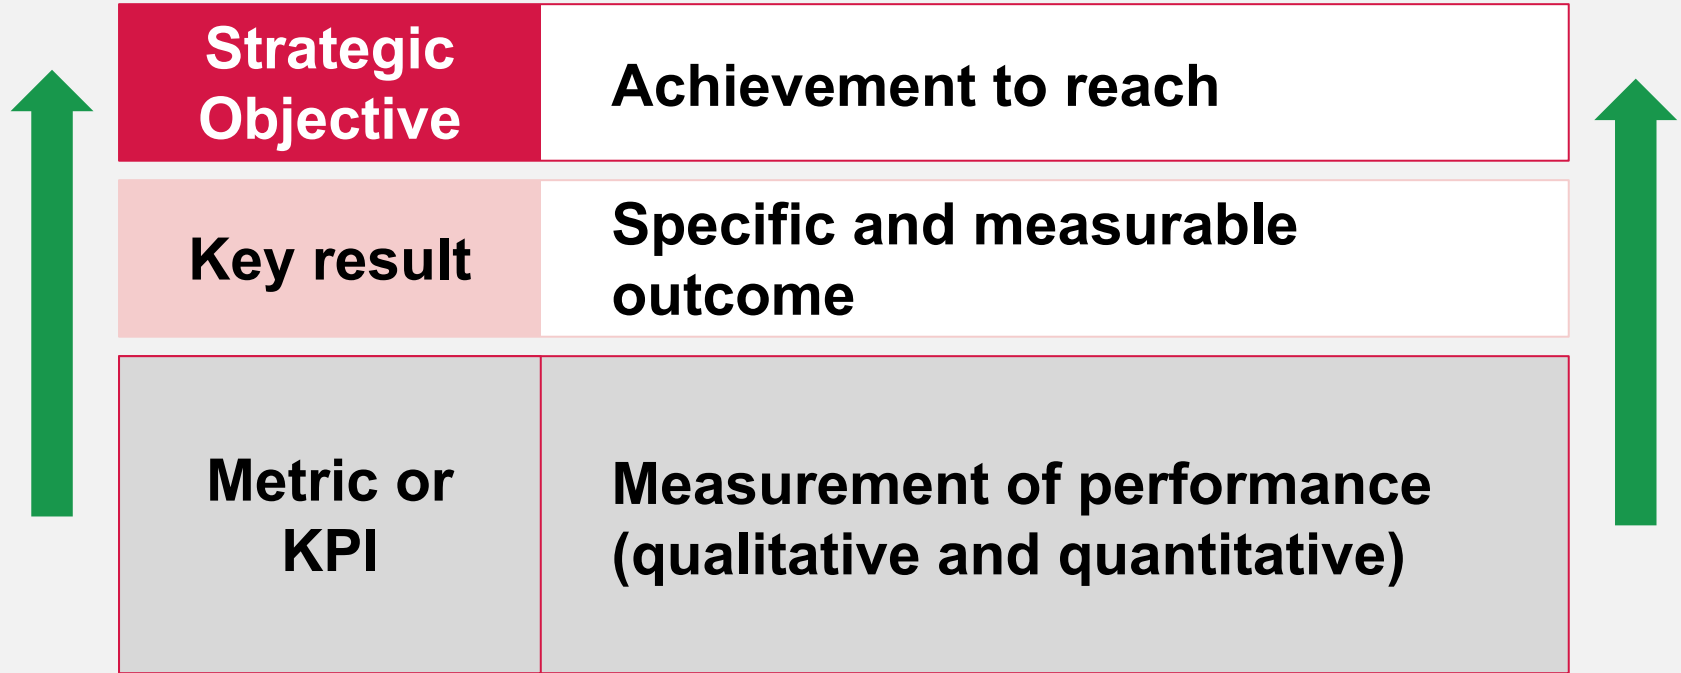 Strategic
Objective
Achievement to reach
Key result
Specific and measurable
outcome
Metric or
KPI
Measurement of performance
(qualitative and quantitative)